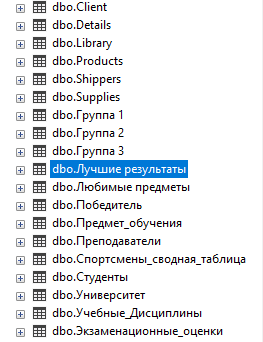 dbo.Client
dbo.Details
dbo.Library
dbo.Products
dbo.Shippers
dbo.Supplies
dbo.Группа 1
dbo.Группа 2
dbo.Группа 3
dbo.Лучшие результаты
dbo.Любимые предметы
dbo.Победитель
dbo.Предмет_обучения
dbo.Преподаватели
dbo.Спортсмены_сводная_таблица
dbo.Студенты
dbo.Университет
dbo.Учебные_Дисциплины
dbo.Экзаменационные_оценки